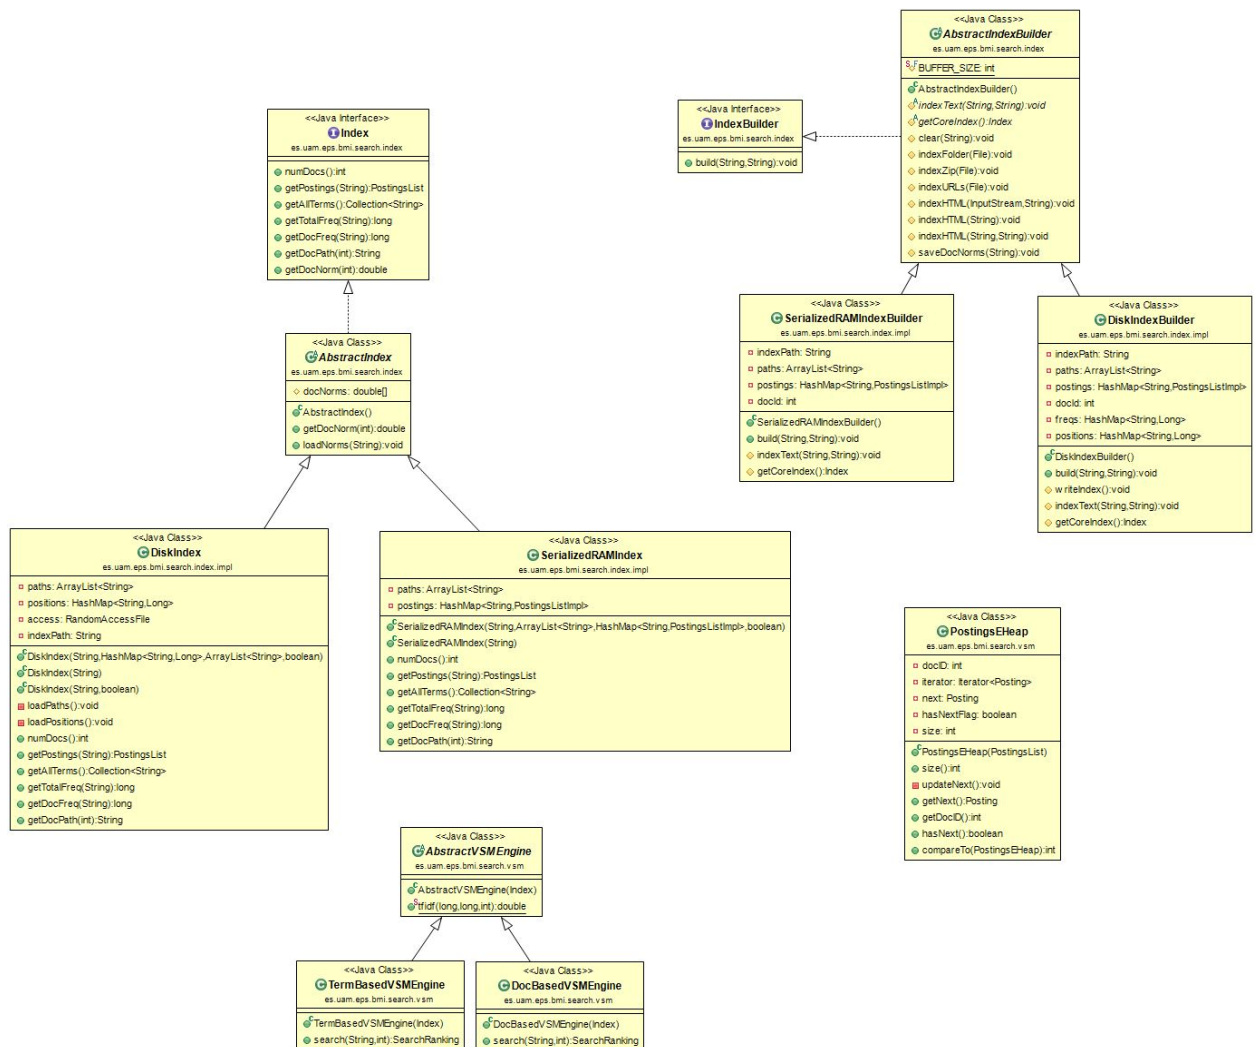 <<Java Class>>
AbstractIndexBuilder
es.uam.eps.bmi.search.index
BUFFER_SIZE: int
AbstractIndexBuilder()
indexText(String,String):void
getCoreIndex():Index
clear(String):void
indexFolder(File):void
indexZip(File):void
indexURLs(File):void
indexHTML(InputStream,String):void
indexHTML(String):void
indexHTML(String,String):void
saveDocNorms(String):void
<<Java Interface>>
IndexBuilder
es.uam.eps.bmi.search.index
build(String,String):void
<<Java Interface>>
Index
es.uam.eps.bmi.search.index
numDocs():int
getPostings(String):PostingsList
getAllTerms():Collection<String>
getTotalFreq(String):long
getDocFreq(String):long
getDocPath(int):String
getDocNorm(int):double
<<Java Class>>
AbstractIndex
es.uam.eps.bmi.search.index
docNorms: double[]
AbstractIndex()
getDocNorm(int):double
loadNorms(String):void
<<Java Class>>
SerializedRAMIndexBuilder
es.uam.eps.bmi.search.index.impl
indexPath: String
paths: ArrayList<String>
postings: HashMap<String,PostingsListImpl>
docId: int
SerializedRAMIndexBuilder()
build(String,String):void
indexText(String,String):void
getCoreIndex():Index
<<Java Class>>
DiskIndexBuilder
es.uam.eps.bmi.search.index.impl
indexPath: String
paths: ArrayList<String>
postings: HashMap<String,PostingsListImpl>
docId: int
freqs: HashMap<String,Long>
positions: HashMap<String,Long>
DiskIndexBuilder()
build(String,String):void
writeIndex():void
indexText(String,String):void
getCoreIndex():Index
<<Java Class>>
DiskIndex
es.uam.eps.bmi.search.index.impl
paths: ArrayList<String>
positions: HashMap<String,Long>
access: RandomAccessFile
indexPath: String
DiskIndex(String,HashMap<String,Long>,ArrayList<String>,boolean)
DiskIndex(String)
DiskIndex(String,boolean)
loadPaths():void
loadPositions():void
numDocs():int
getPostings(String):PostingsList
getAllTerms():Collection<String>
getTotalFreq(String):long
getDocFreq(String):long
getDocPath(int):String
<<Java Class>>
SerializedRAMIndex
es.uam.eps.bmi.search.index.impl
paths: ArrayList<String>
postings: HashMap<String,PostingsListImpl>
SerializedRAMIndex(String,ArrayList<String>,HashMap<String,PostingsListImpl>,boolean)
SerializedRAMIndex(String)
numDocs():int
getPostings(String):PostingsList
getAllTerms():Collection<String>
getTotalFreq(String):long
getDocFreq(String):long
getDocPath(int):String
<<Java Class>>
PostingsEHeap
es.uam.eps.bmi.search.vsm
docID: int
iterator: Iterator<Posting>
next: Posting
hasNextFlag: boolean
size: int
PostingsEHeap(PostingsList)
size():int
updateNext():void
getNext():Posting
getDocID():int
hasNext():boolean
compareTo(PostingsEHeap):int
<<Java Class>>
AbstractVSMEngine
es.uam.eps.bmi.search.vsm
AbstractVSMEngine(Index)
tfidf(long,long,int):double
<<Java Class>>
TermBasedVSMEngine
es.uam.eps.bmi.search.vsm
TermBasedVSMEngine(Index)
search(String,int):SearchRanking
<<Java Class>>
DocBasedVSMEngine
es.uam.eps.bmi.search.vsm
DocBasedVSMEngine(Index)
search(String,int):SearchRanking